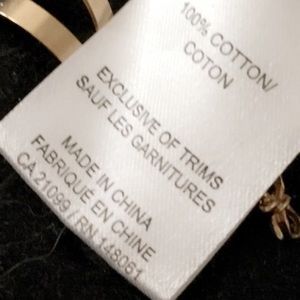 100% COTTON/
COTON
EXCLUSIVE OF TRIMS
SAUF LES GARNITURES
MADE IN CHINA
FABRIQUÉ EN CHINE
CA 21099 / RN 148061